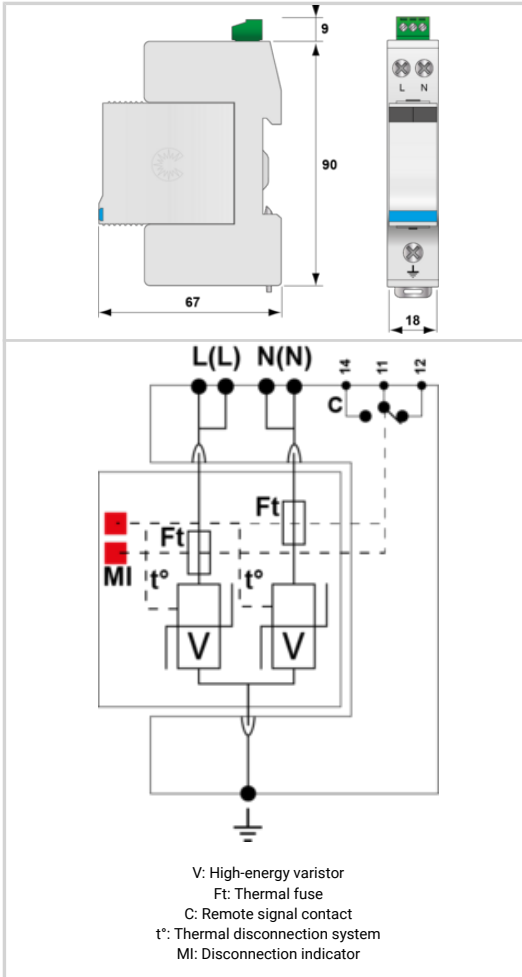 9
L N
90
67
18
L(L) N(N)
14
11
12
C
Ft
Ft
MI
t°
t°
V
V
V: High-energy varistor
Ft: Thermal fuse
C: Remote signal contact
t°: Thermal disconnection system
MI: Disconnection indicator